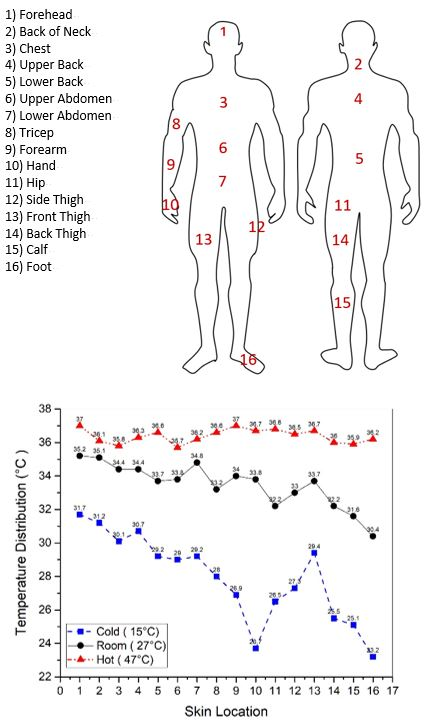 1) Forehead
2) Back of Neck
3) Chest
4) Upper Back
5) Lower Back
6) Upper Abdomen
7) Lower Abdomen
8) Tricep
9) Forearm
10) Hand
11) Hip
12) Side Thigh
13) Front Thigh
14) Back Thigh
15) Calf
16) Foot
1
2
3
4
8
6
5
9
7
10
11
12
13
14
15
16
Temperature Distribution (°C)
38
36
34
32
30
28
26
24
22
37 36.1 35.8 36.3 36.6 35.7 36.2 36.6 37 36.7 36.8 36.5 36.7 36 35.9 36.2
35.2 35.1 34.4 34.4 33.7 33.8 34.8 33.2 34 33.8 32.2 33 33.7 32.2 31.6 30.4
31.7 31.2 30.1 30.7 29.2 29 29.2 28 26.9 26.5 29.4 25.5 25.1 23.2
Cold ( 15°C)
Room ( 27°C)
Hot ( 47°C)
0 1 2 3 4 5 6 7 8 9 10 11 12 13 14 15 16 17
Skin Location